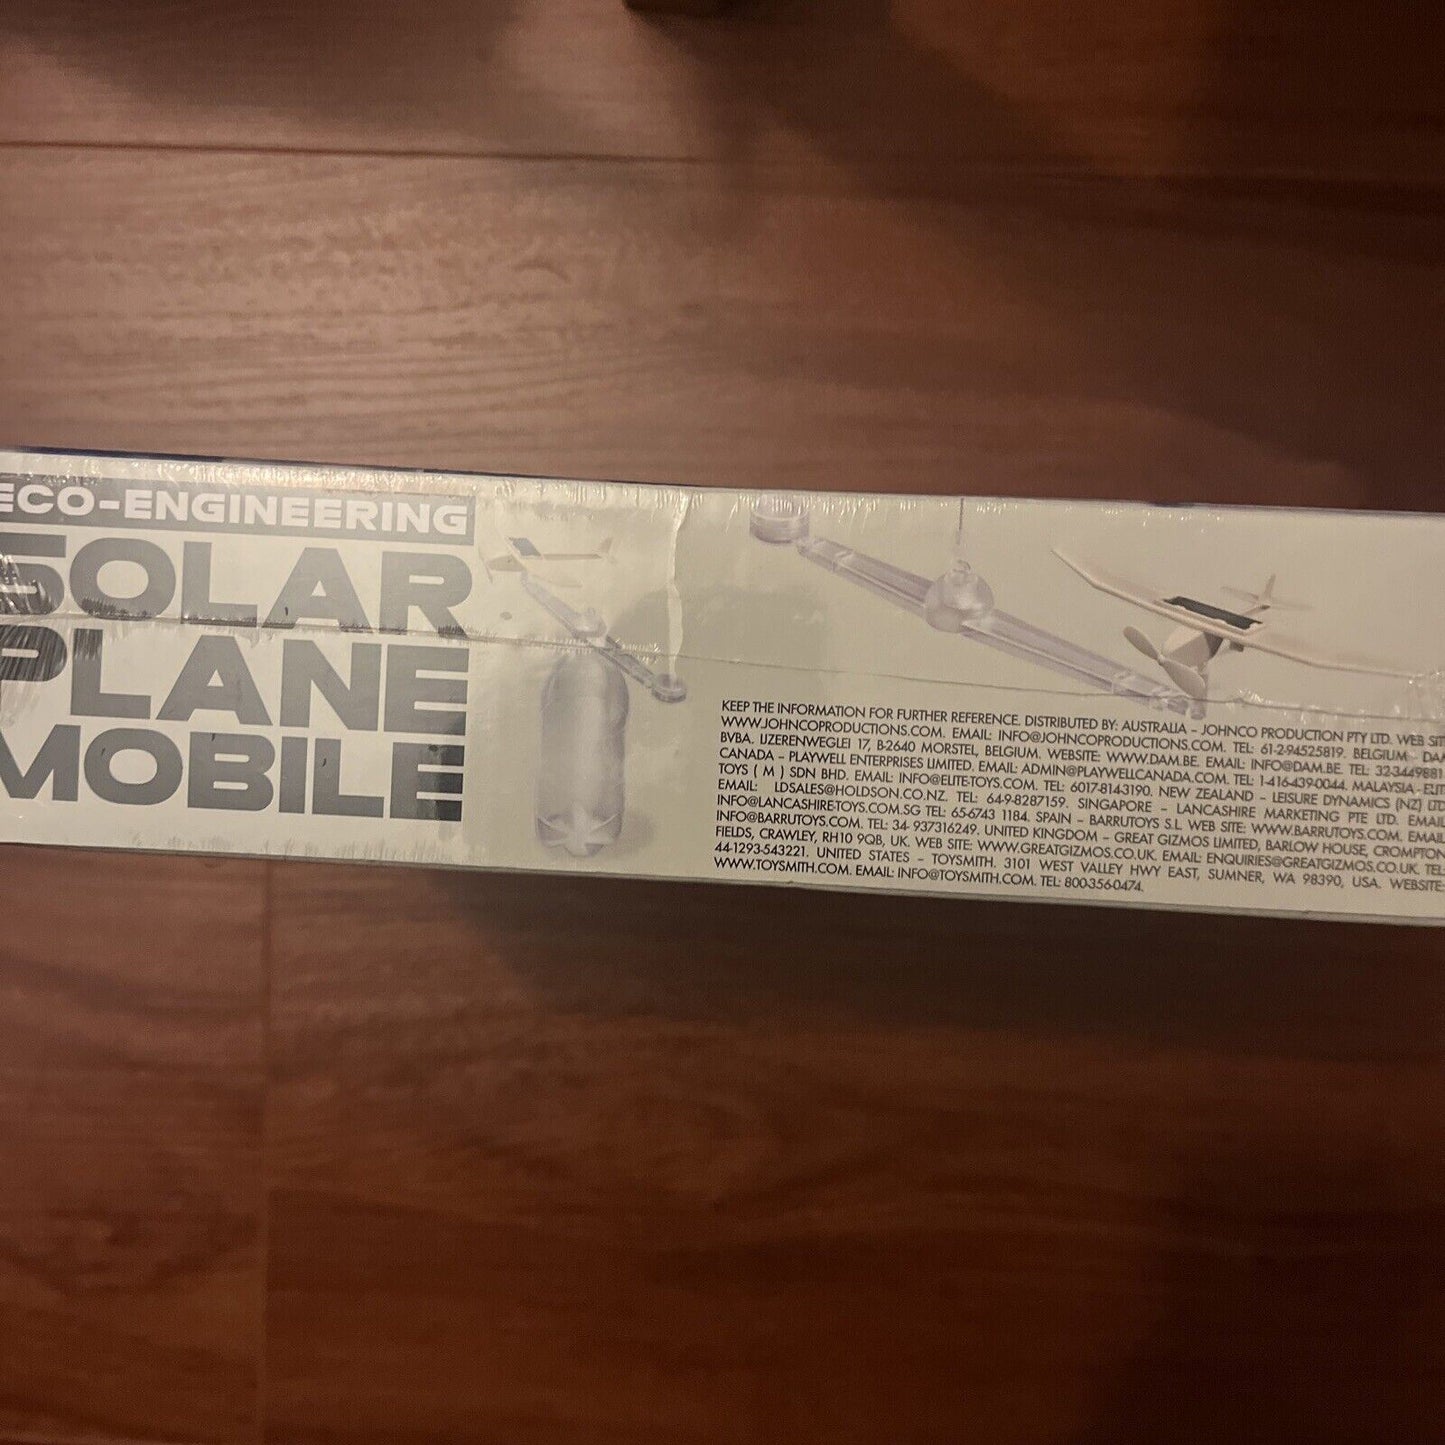 ECO-ENGINEERING
SOLAR
PLANE
MOBILE
KEEP THE INFORMATION FOR FURTHER REFERENCE. DISTRIBUTED BY: AUSTRALIA – JOHNCO PRODUCTION PTY LTD. WEB
WWW.JOHNCOPRODUCTIONS.COM. EMAIL: INFO@JOHNCOPRODUCTIONS.COM. TEL: 61-2-94525819. BELGIUM - 
BVBA. IJZERENWEGLEI 17, B-2640 MORSTEL, BELGIUM. WEBSITE: WWW.DAM.BE. EMAIL: INFO@DAM.BE. TEL: 32-3449881
CANADA – PLAYWELL ENTERPRISES LIMITED. EMAIL: ADMIN@PLAYWELLCANADA.COM. TEL: 1-416-439-0044. MALAYSIA - ELITE
TOYS ( M ) SDN BHD. EMAIL: INFO@ELITE-TOYS.COM. TEL: 6017-814-3190. NEW ZEALAND – LEISURE DYNAMICS (NZ) LTD
EMAIL: LDSALES@HOLDSON.CO.NZ. TEL: 649-8287159. SINGAPORE – LANCASHIRE MARKETING PTE LTD. EMAIL
INFO@LANCASHIRE-TOYS.COM.SG TEL: 65-6743 1184. SPAIN – BARRUTOYS S.L. WEB SITE: WWW.BARRUTOYS.COM. EMAIL
INFO@BARRUTOYS.COM. TEL: 34- 937316249. UNITED KINGDOM – GREAT GIZMOS LIMITED, BARLOW HOUSE, CROMPTON
FIELDS, CRAWLEY, RH10 9QB, UK. WEB SITE: WWW.GREATGIZMOS.CO.UK. EMAIL: ENQUIRIES@GREATGIZMOS.CO.UK. TEL:
44-1293-543221. UNITED STATES – TOYSMITH. 3101 WEST VALLEY HWY EAST, SUMNER, WA 98390, USA. WEBSITE:
WWW.TOYSMITH.COM. EMAIL: INFO@TOYSMITH.COM. TEL: 800-356-0474.